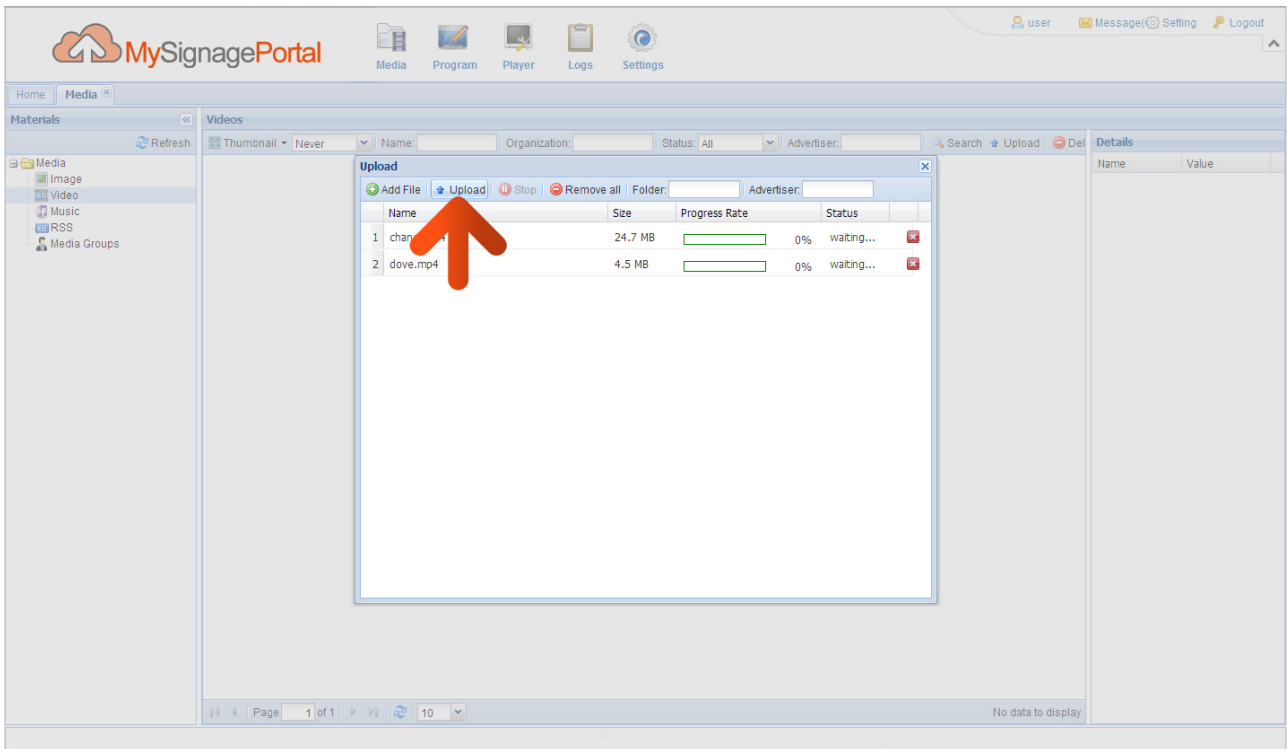 user Message( Setting Logout
MySignagePortal
Media Program Player Logs Settings
Home Media
Materials
Videos
Refresh
Thumbnail Never Name: Organization: Status: All Advertiser: Search Upload Del
Details
Name Value
Media
Image
Video
Music
RSS
Media Groups
Upload
Add File Upload Stop Remove all Folder: Advertiser:
Name Size Progress Rate Status
1 24.7 MB 0% waiting...
2 dove.mp4 4.5 MB 0% waiting...
Page 1 of 1 10 No data to display